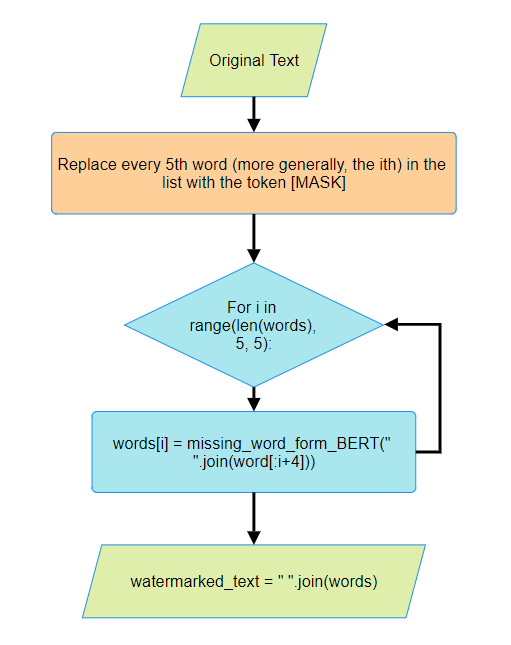 Original Text
Replace every 5th word (more generally, the ith) in the
list with the token [MASK]
For i in
range(len(words),
5, 5):
words[i] = missing_word_form_BERT("
".join(word[:i+4]))
watermarked_text = " ".join(words)